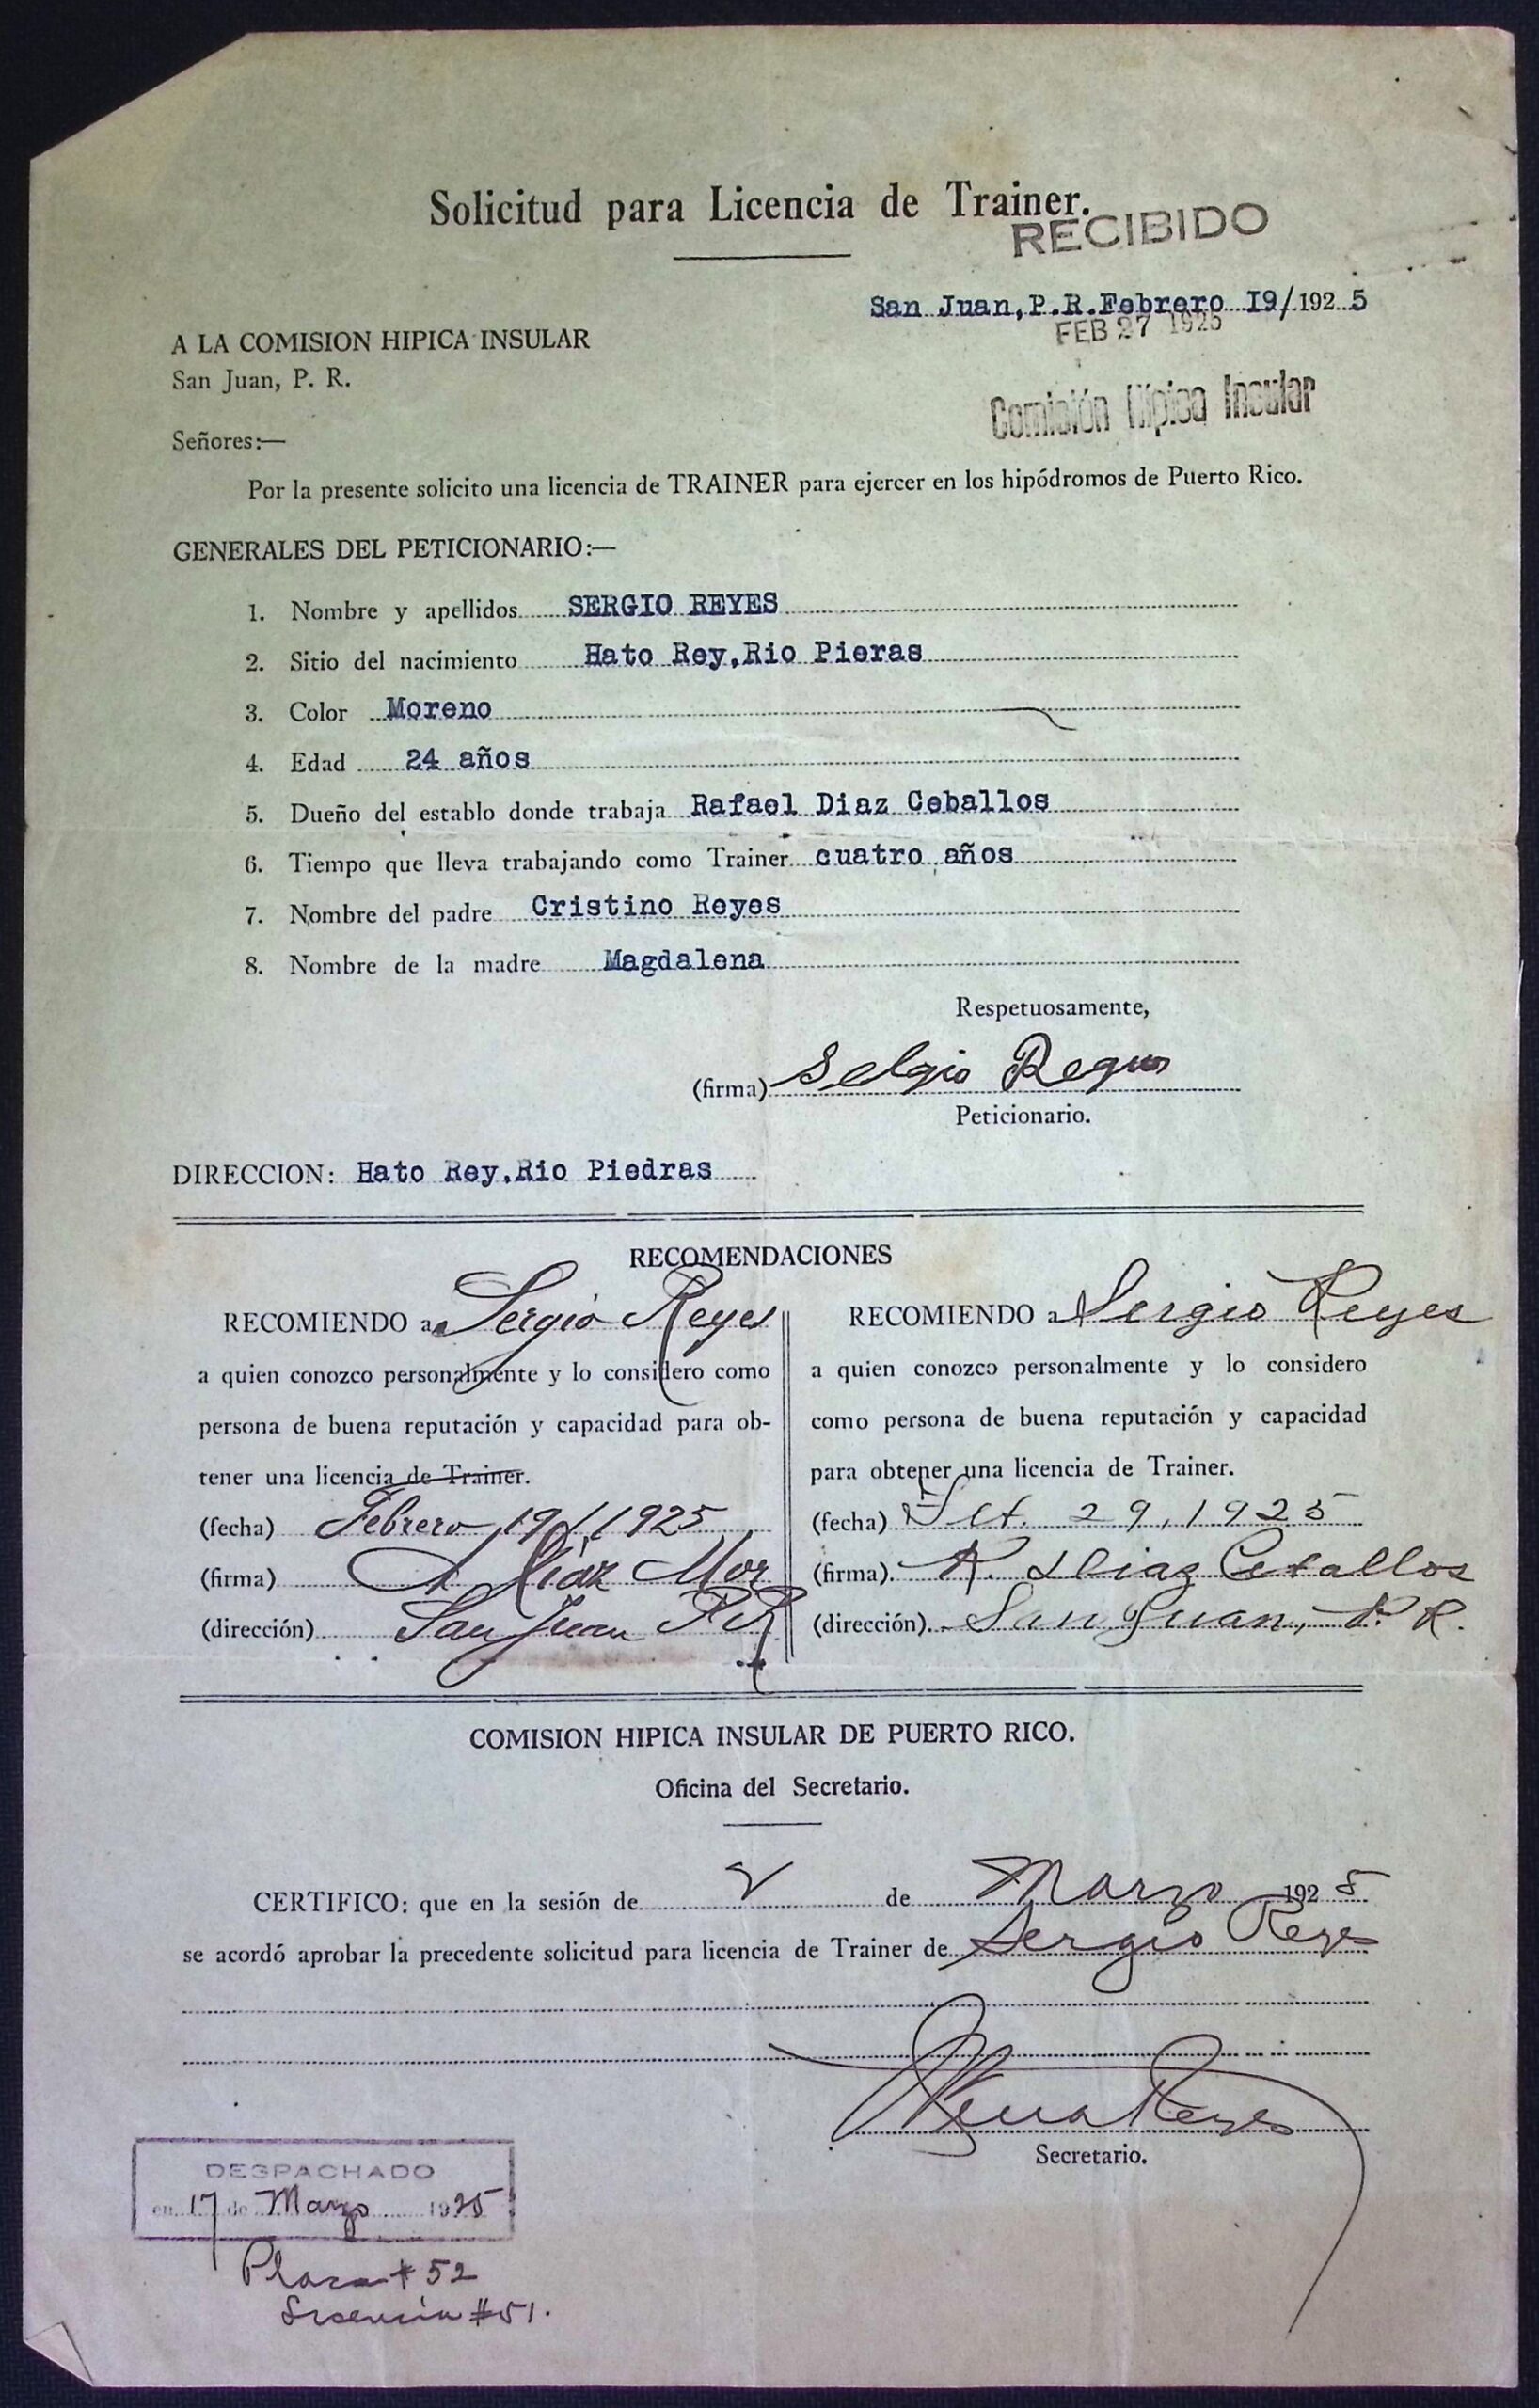 Solicitud para Licencia de Trainer.
RECIBIDO
San Juan, P.R. Febrero I9/ 192 5
FEB 27 1925
A LA COMISION HIPICA INSULAR
San Juan, P. R.
Comisión Hípica Insular
Señores:—
Por la presente solicito una licencia de TRAINER para ejercer en los hipódromos de Puerto Rico.
GENERALES DEL PETICIONARIO:—
1. Nombre y apellidos SERGIO REYES
2. Sitio del nacimiento Hato Rey, Rio Pieras
3. Color Moreno
4. Edad 24 años
5. Dueño del establo donde trabaja Rafael Diaz Ceballos
6. Tiempo que lleva trabajando como Trainer cuatro años
7. Nombre del padre Cristino Reyes
8. Nombre de la madre Magdalena
Respetuosamente,
(firma) Selgio
Peticionario.
DIRECCION: Hato Rey, Rio Piedras
RECOMENDACIONES
RECOMIENDO a Sergio Reyes
a quien conozco personalmente y lo considero como
persona de buena reputación y capacidad para ob-
tener una licencia de Trainer.
(fecha) Febrero 19/1925
(firma) Díaz Mor
(dirección) San Juan P R
RECOMIENDO a Sergio Reyes
a quien conozco personalmente y lo considero
como persona de buena reputación y capacidad
para obtener una licencia de Trainer.
(fecha) 29, 1925
(firma) R. Diaz Ceballos
(dirección) San Juan, P. R.
COMISION HIPICA INSULAR DE PUERTO RICO.
Oficina del Secretario.
CERTIFICO: que en la sesión de 2 de Marzo 192 5
se acordó aprobar la precedente solicitud para licencia de Trainer de Sergio Reyes
Secretario.
DESPACHADO
en 17 de Marzo 1925
Placa # 52
Licencia # 51.